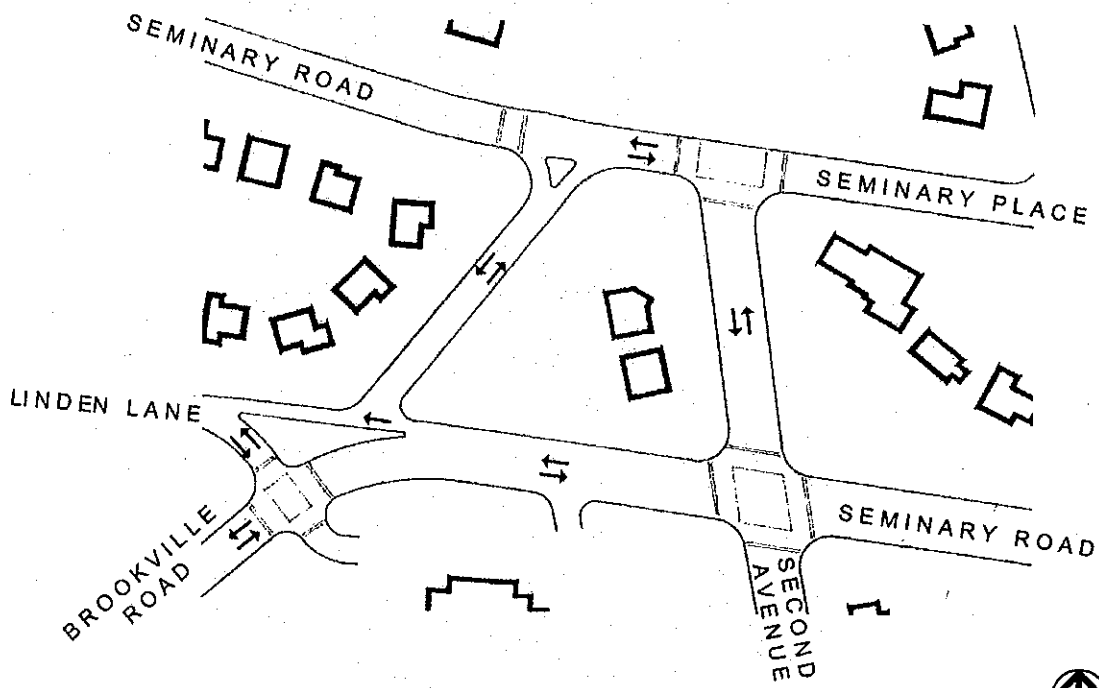 SEMINARY ROAD
SEMINARY PLACE
LINDEN LANE
BROOKVILLE
ROAD
SEMINARY ROAD
SECOND
AVENUE